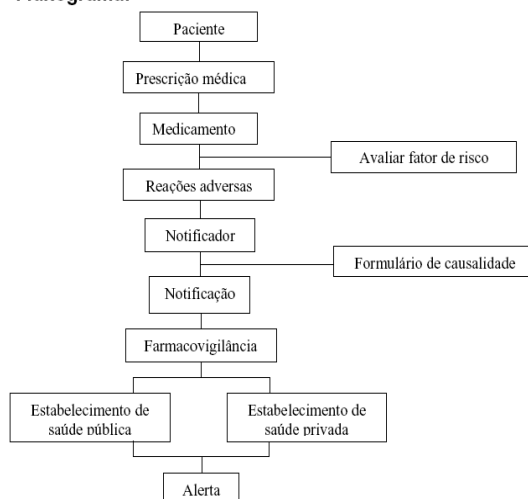 Paciente
Prescrição médica
Medicamento
Avaliar fator de risco
Reações adversas
Notificador
Formulário de causalidade
Notificação
Farmacovigilância
Estabelecimento de
saúde pública
Estabelecimento de
saúde privada
Alerta